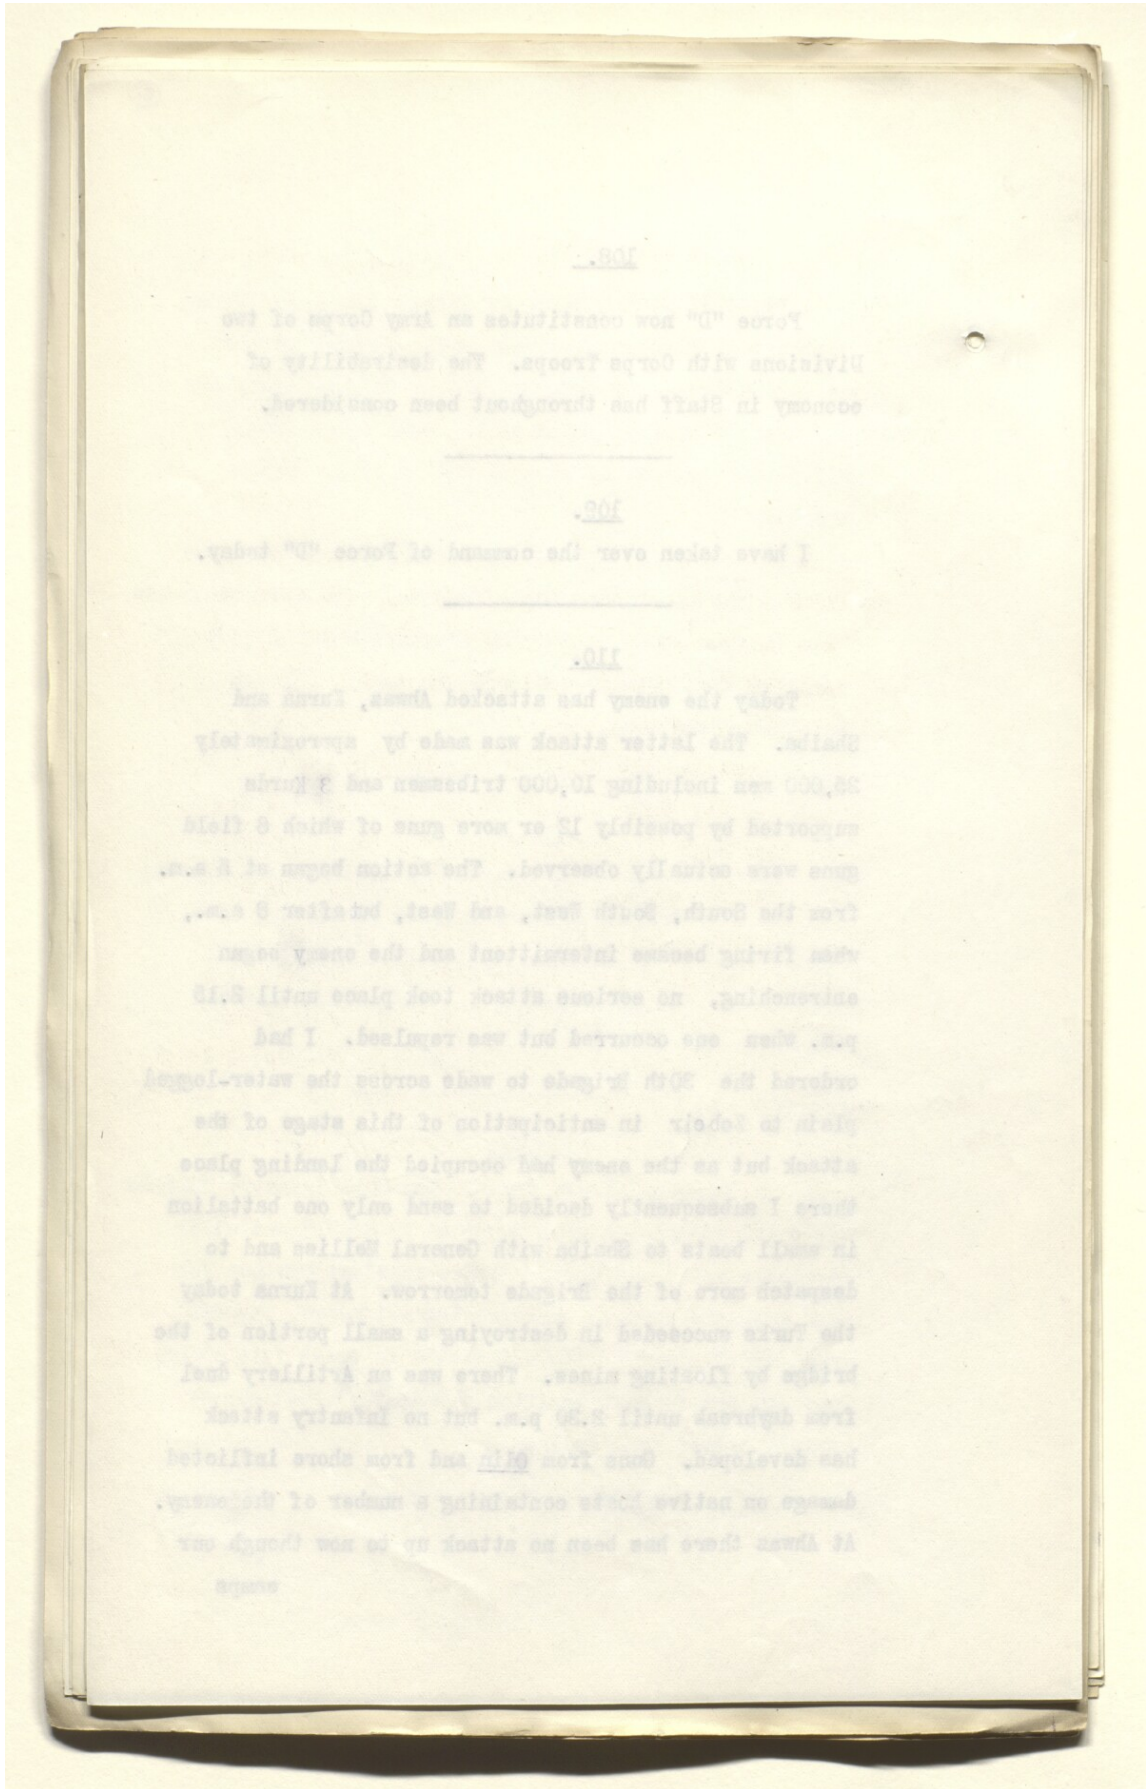 108.
Force "D" now constitutes an Army Corps of two
Divisions with Corps Troops. The desirability of
economy in Staff has throughout been considered.
109.
I have taken over the command of Force "D" today.
110.
Today the enemy has attacked Ahwas, Kurna and
Shaiba. The latter attack was made by approximately
25,000 men including 10,000 tribesmen and Kurds
supported by possibly 12 or more guns of which 8 field
guns were actually observed. The action began at a.m.
from the South, South West, and West, but after 8 a.m.,
when firing became intermittent and the enemy began
entrenching, no serious attack took place until 2.15
p.m. when one occurred but was repulsed. I had
ordered the 30th Brigade to wade across the water-logged
plain to Zobeir in anticipation of this stage of the
attack but as the enemy had occupied the landing place
there I subsequently decided to send only one battalion
in small boats to Shaiba with General Melliss and to
despatch more of the Brigade tomorrow. At Kurna today
the Turks succeeded in destroying a small portion of the
bridge by floating mines. There was an Artillery duel
from daybreak until 2.30 p.m. but no Infantry attack
has developed. Guns from Odin and from shore inflicted
damage on native boats containing a number of the enemy.
At Ahwas there has been no attack up to now though our
camps